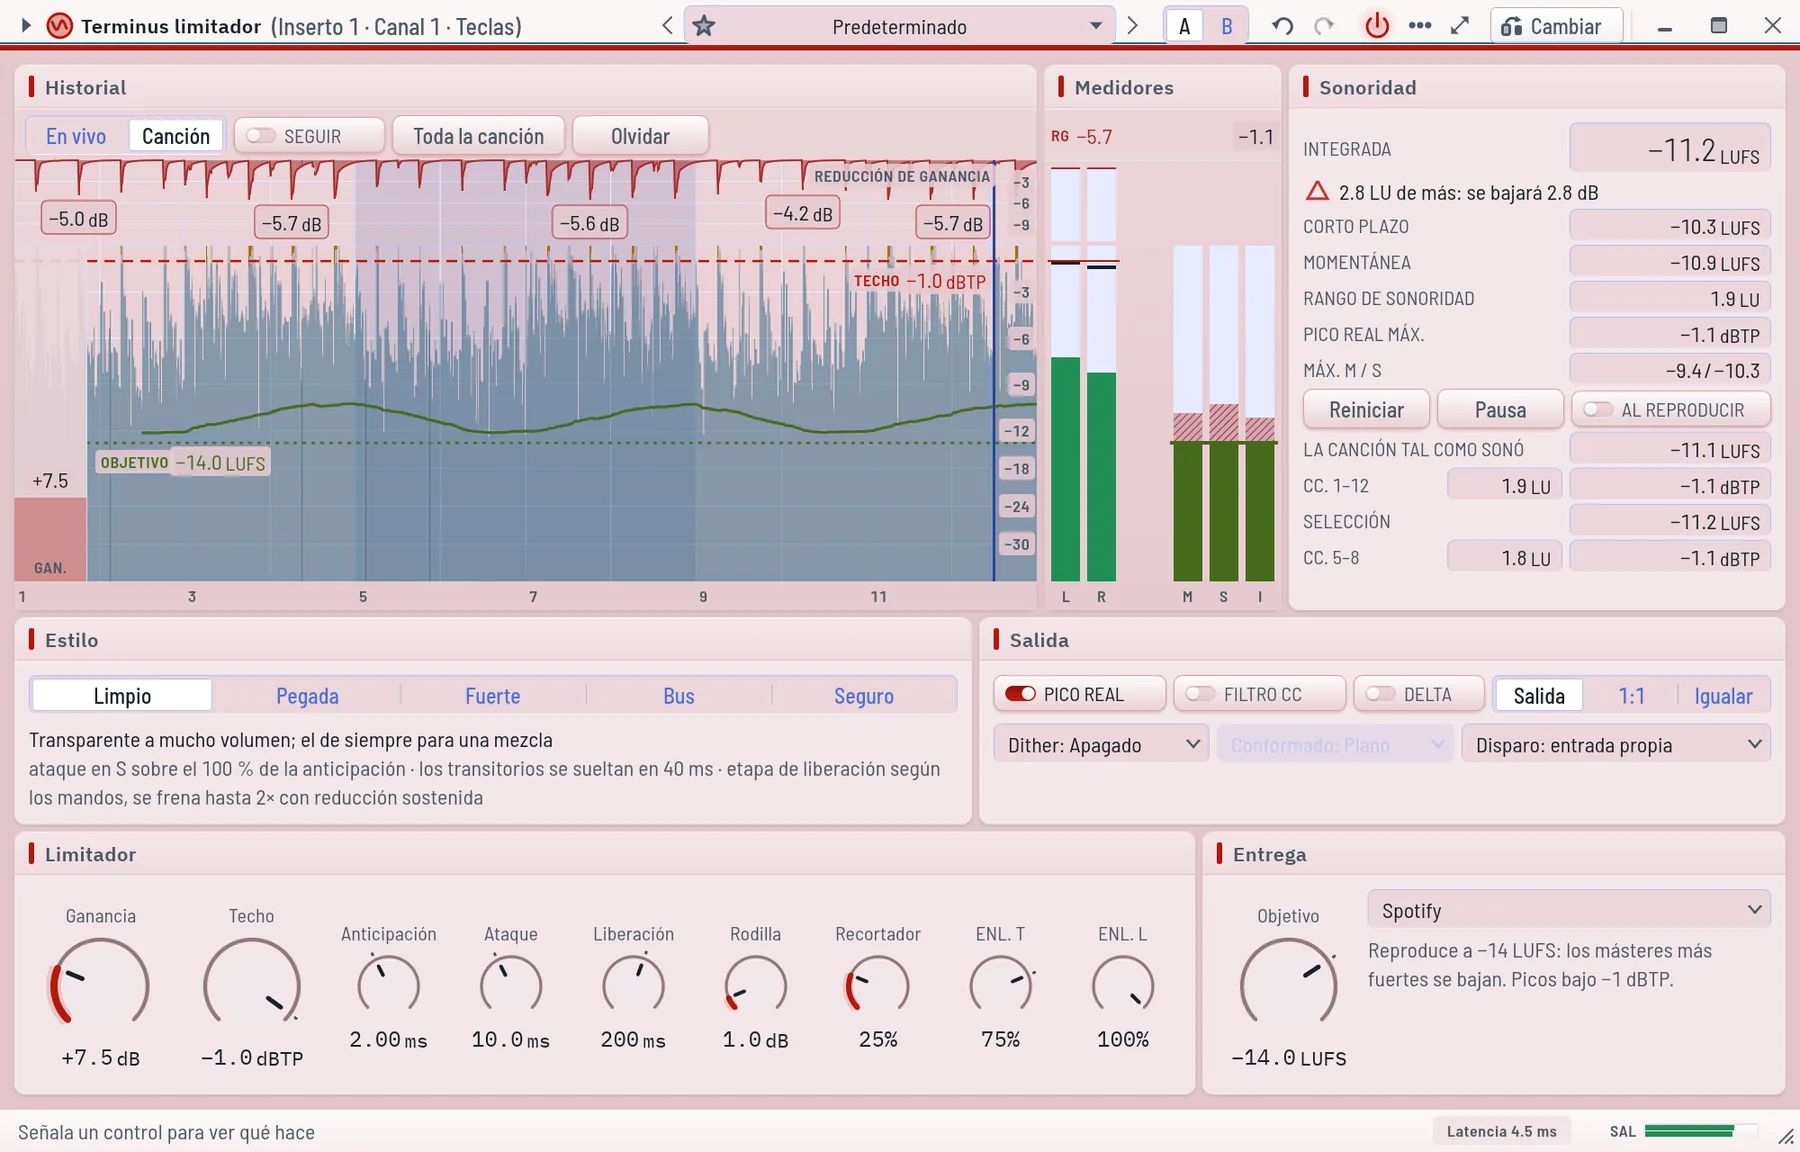 Terminus limitador (Inserto 1 · Canal 1 · Teclas)
Predeterminado
A B
Cambiar
Historial
En vivo Canción SEGUIR Toda la canción Olvidar
REDUCCIÓN DE GANANCIA
−3
−6
−9
−5.0 dB −5.7 dB −5.6 dB −4.2 dB −5.7 dB
TECHO −1.0 dBTP
−3
−6
−9
−12
−18
−24
−30
OBJETIVO −14.0 LUFS
+7.5
GAN.
1 3 5 7 9 11
Medidores
RG −5.7 −1.1
L R M S I
Sonoridad
INTEGRADA −11.2 LUFS
2.8 LU de más: se bajará 2.8 dB
CORTO PLAZO −10.3 LUFS
MOMENTÁNEA −10.9 LUFS
RANGO DE SONORIDAD 1.9 LU
PICO REAL MÁX. −1.1 dBTP
MÁX. M / S −9.4 / −10.3
Reiniciar Pausa AL REPRODUCIR
LA CANCIÓN TAL COMO SONÓ −11.1 LUFS
CC. 1–12 1.9 LU −1.1 dBTP
SELECCIÓN −11.2 LUFS
CC. 5–8 1.8 LU −1.1 dBTP
Estilo
Limpio Pegada Fuerte Bus Seguro
Transparente a mucho volumen; el de siempre para una mezcla
ataque en S sobre el 100 % de la anticipación · los transitorios se sueltan en 40 ms · etapa de liberación según
los mandos, se frena hasta 2× con reducción sostenida
Salida
PICO REAL FILTRO CC DELTA Salida 1:1 Igualar
Dither: Apagado Conformado: Plano Disparo: entrada propia
Limitador
Ganancia Techo Anticipación Ataque Liberación Rodilla Recortador ENL. T ENL. L
+7.5 dB −1.0 dBTP 2.00 ms 10.0 ms 200 ms 1.0 dB 25% 75% 100%
Entrega
Objetivo
−14.0 LUFS
Spotify
Reproduce a −14 LUFS: los másteres más
fuertes se bajan. Picos bajo −1 dBTP.
Señala un control para ver qué hace
Latencia 4.5 ms
SAL